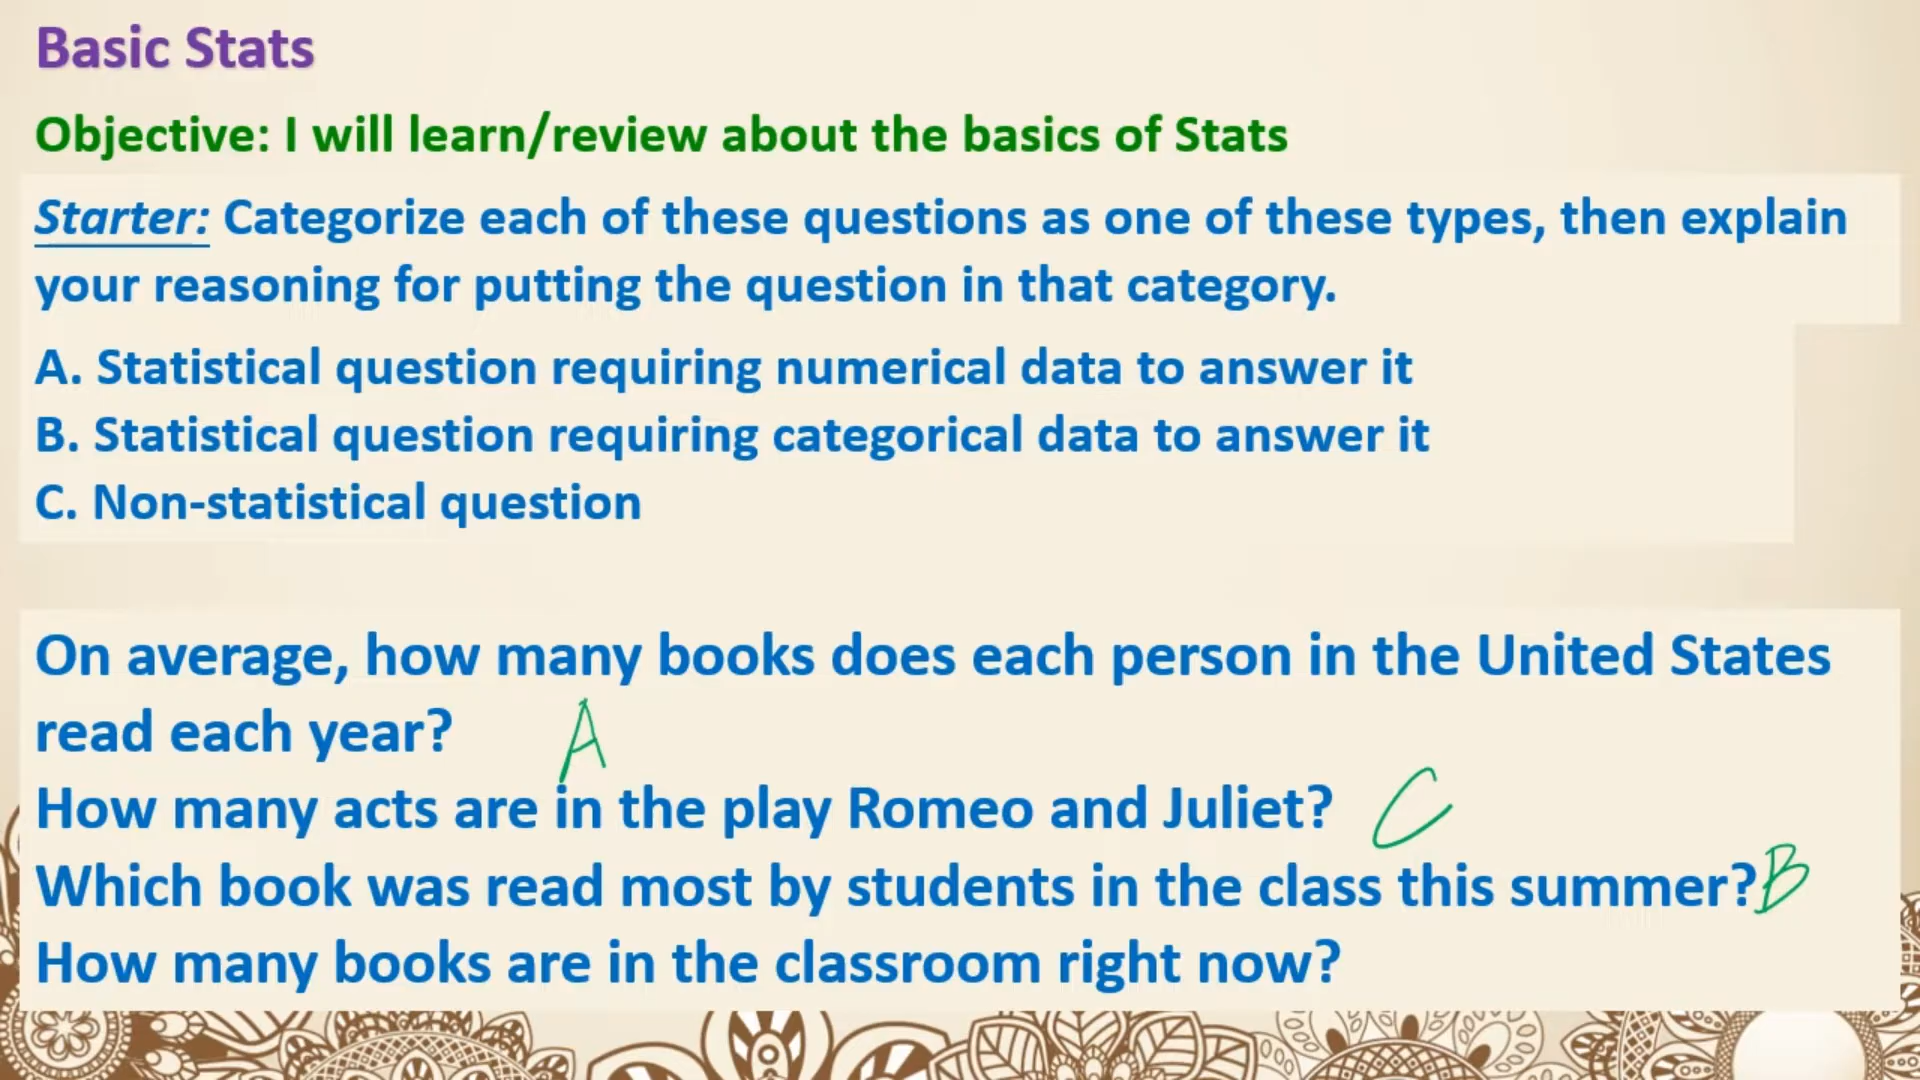 Basic Stats
Objective: I will learn/review about the basics of Stats
Starter: Categorize each of these questions as one of these types, then explain
your reasoning for putting the question in that category.
A. Statistical question requiring numerical data to answer it
B. Statistical question requiring categorical data to answer it
C. Non-statistical question
On average, how many books does each person in the United States
read each year? A
How many acts are in the play Romeo and Juliet? C
Which book was read most by students in the class this summer? B
How many books are in the classroom right now?